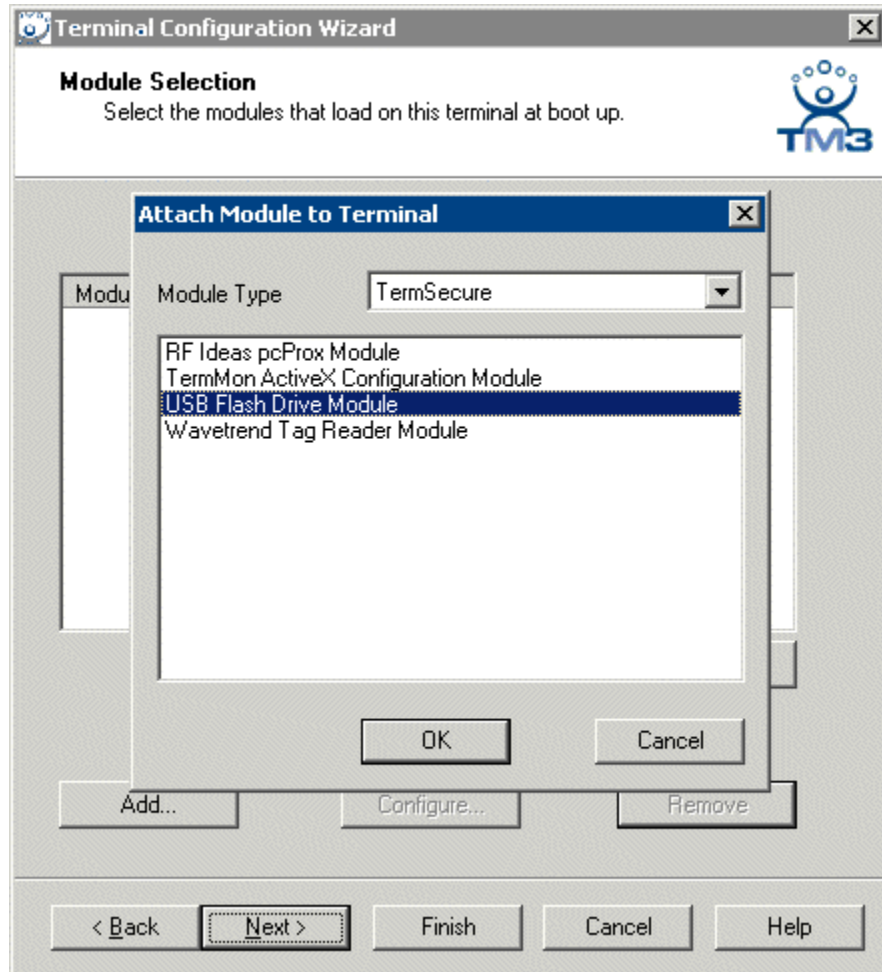 Terminal Configuration Wizard
Module Selection
Select the modules that load on this terminal at boot up.
TM3
Attach Module to Terminal
Modu
Module Type
TermSecure
RF Ideas pcProx Module
TermMon ActiveX Configuration Module
USB Flash Drive Module
Wavetrend Tag Reader Module
OK
Cancel
Add...
Configure...
Remove
< Back
Next >
Finish
Cancel
Help